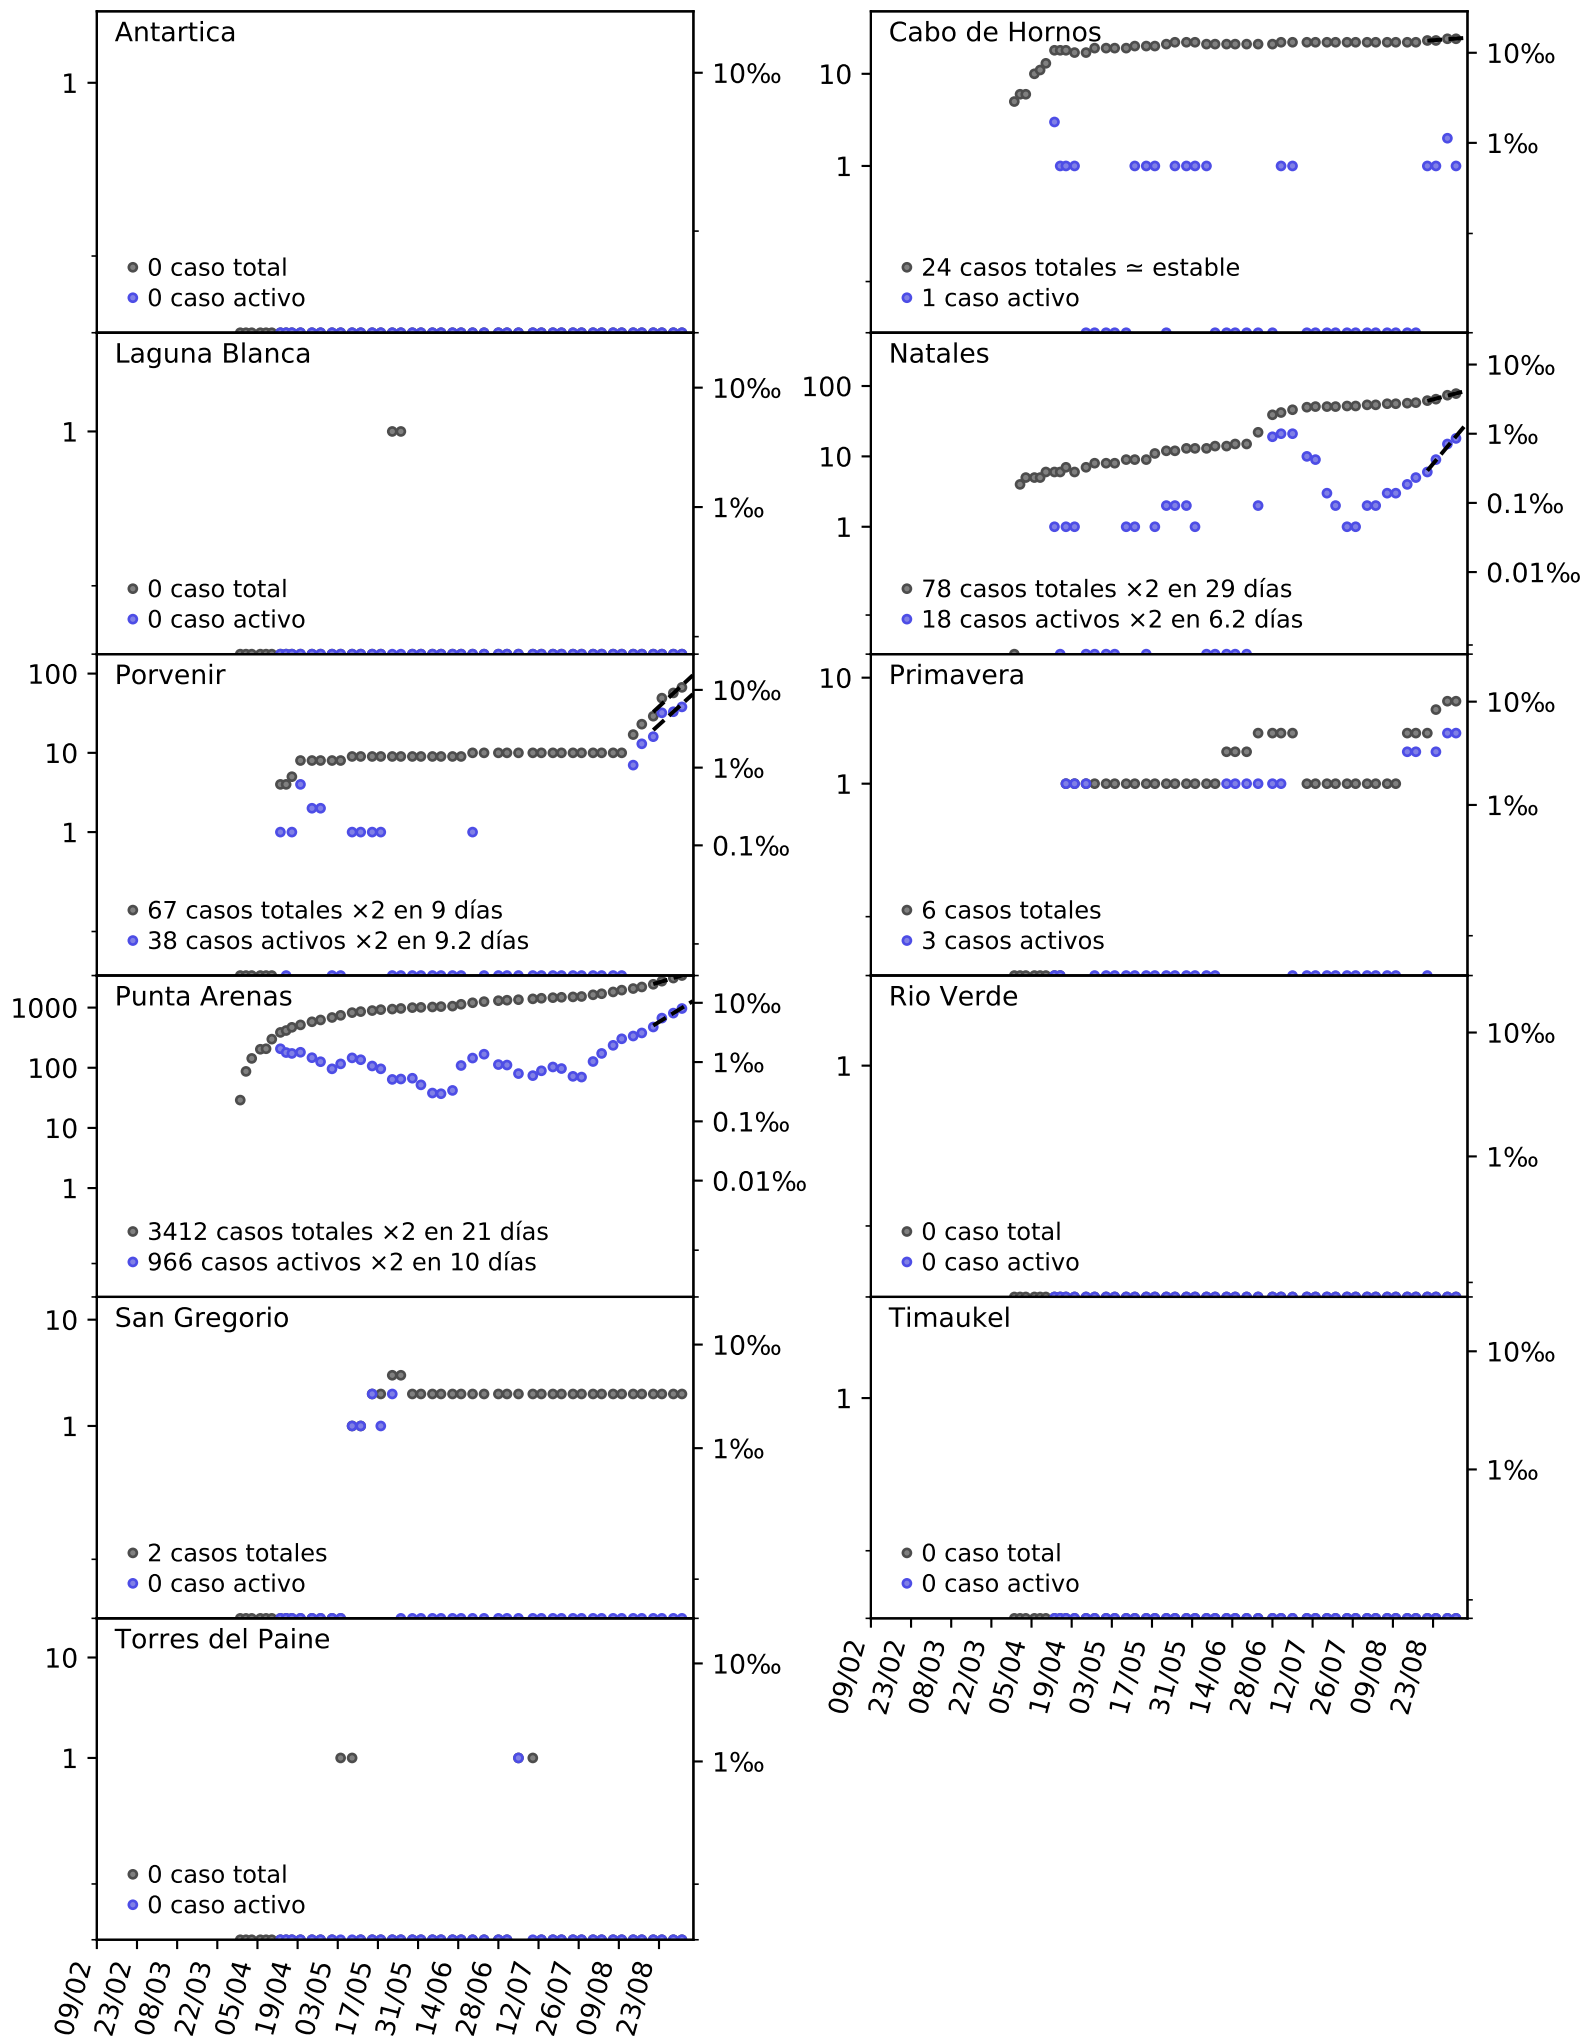 Antartica
1
10‰
0 caso total
0 caso activo
Cabo de Hornos
10
1
10‰
1‰
24 casos totales ≃ estable
1 caso activo
Laguna Blanca
1
10‰
1‰
0 caso total
0 caso activo
Natales
100
10
1
10‰
1‰
0.1‰
0.01‰
78 casos totales ×2 en 29 días
18 casos activos ×2 en 6.2 días
Porvenir
100
10
1
10‰
1‰
0.1‰
67 casos totales ×2 en 9 días
38 casos activos ×2 en 9.2 días
Primavera
10
1
10‰
1‰
6 casos totales
3 casos activos
Punta Arenas
1000
100
10
1
10‰
1‰
0.1‰
0.01‰
3412 casos totales ×2 en 21 días
966 casos activos ×2 en 10 días
Rio Verde
1
10‰
1‰
0 caso total
0 caso activo
San Gregorio
10
1
10‰
1‰
2 casos totales
0 caso activo
Timaukel
1
10‰
1‰
0 caso total
0 caso activo
09/02
23/02
08/03
22/03
05/04
19/04
03/05
17/05
31/05
14/06
28/06
12/07
26/07
09/08
23/08
Torres del Paine
10
1
10‰
1‰
0 caso total
0 caso activo
09/02
23/02
08/03
22/03
05/04
19/04
03/05
17/05
31/05
14/06
28/06
12/07
26/07
09/08
23/08